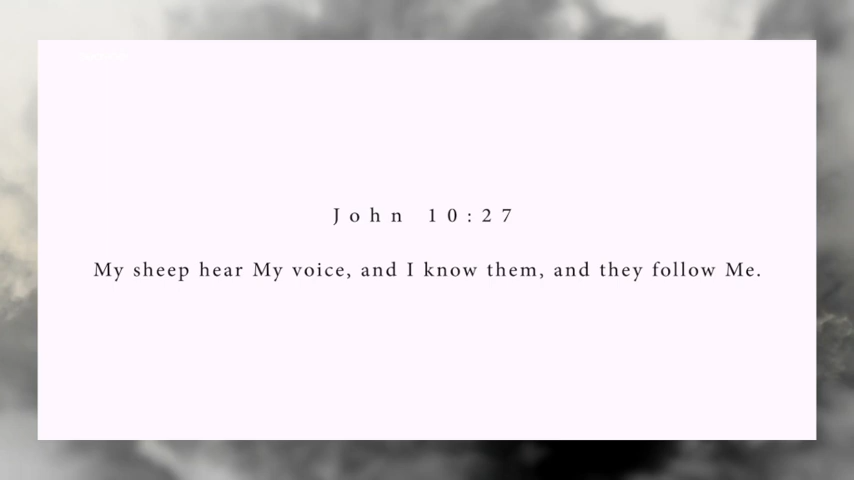 John 10:27
My sheep hear My voice, and I know them, and they follow Me.